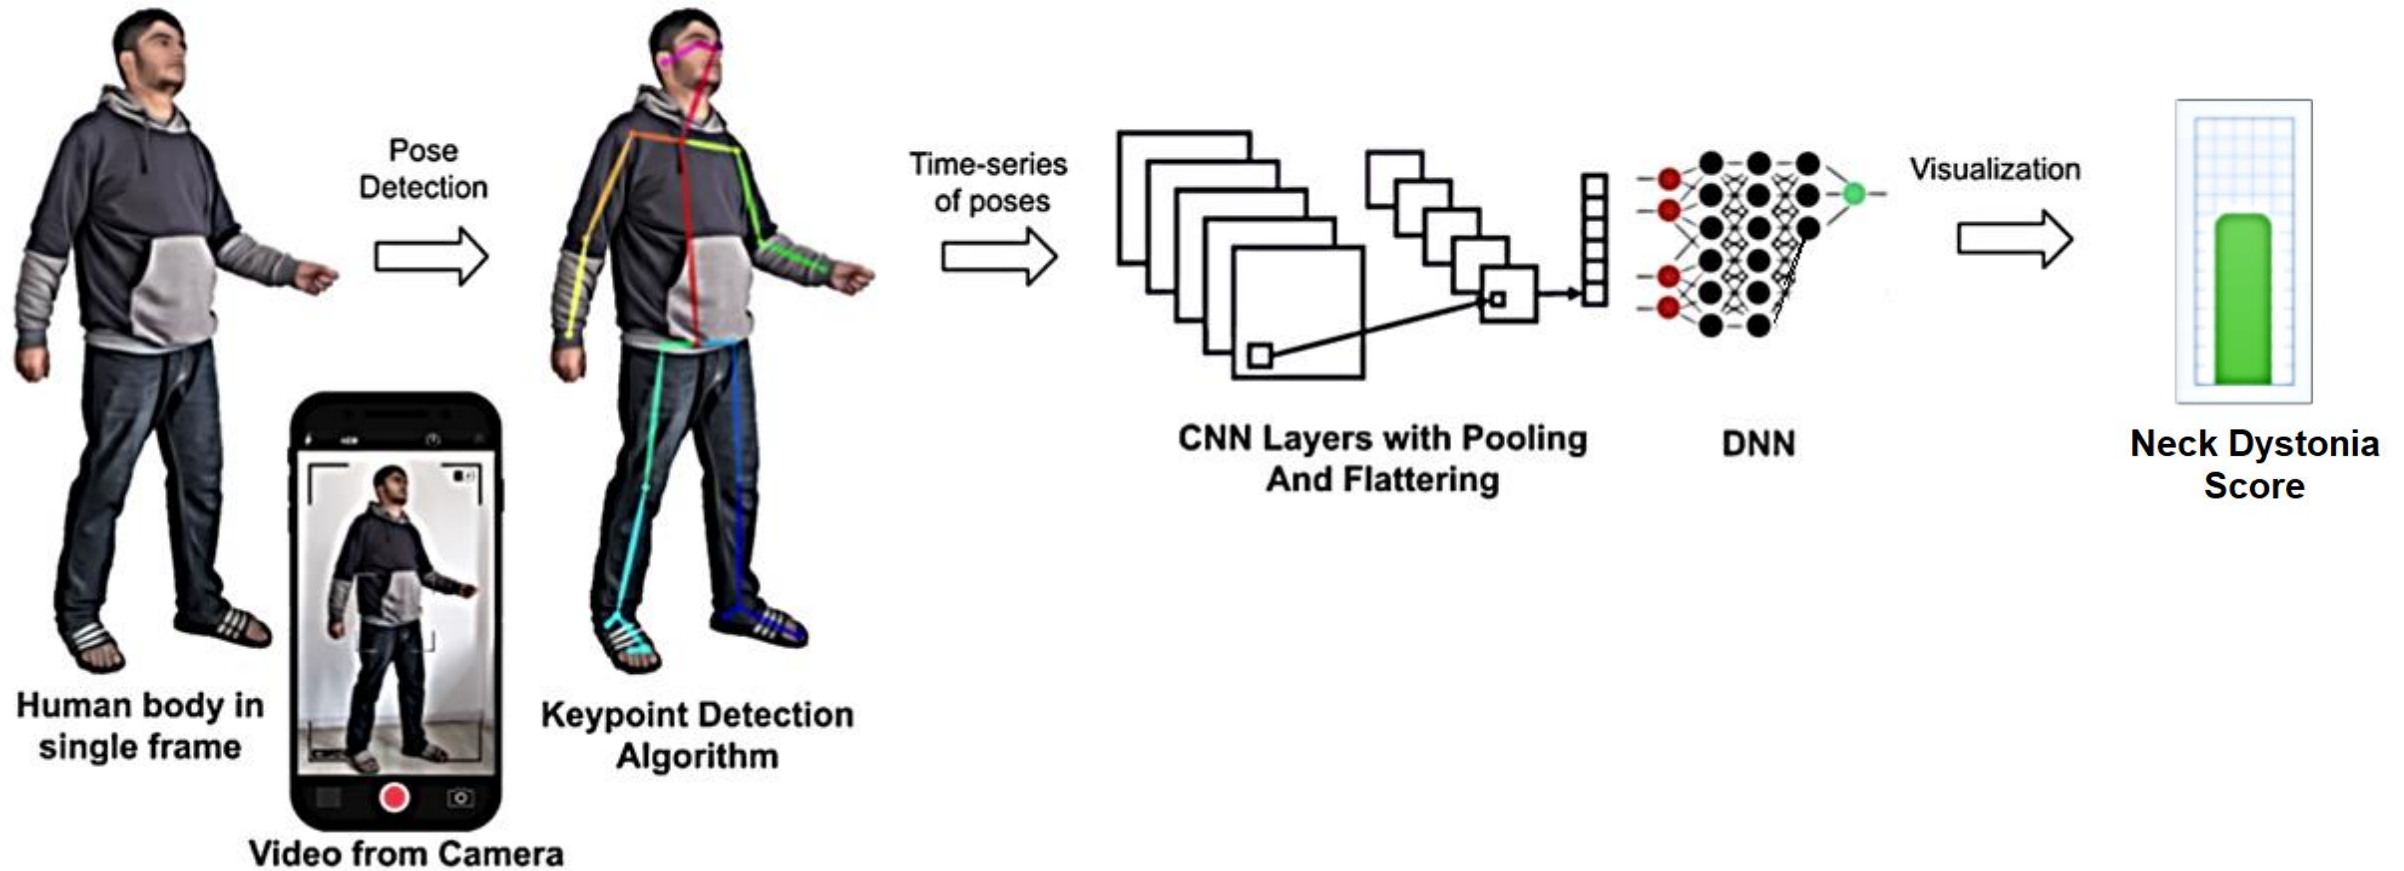 Pose
Detection
Time-series
of poses
Visualization
CNN Layers with Pooling
And Flattering
DNN
Neck Dystonia
Score
Human body in
single frame
Keypoint Detection
Algorithm
Video from Camera